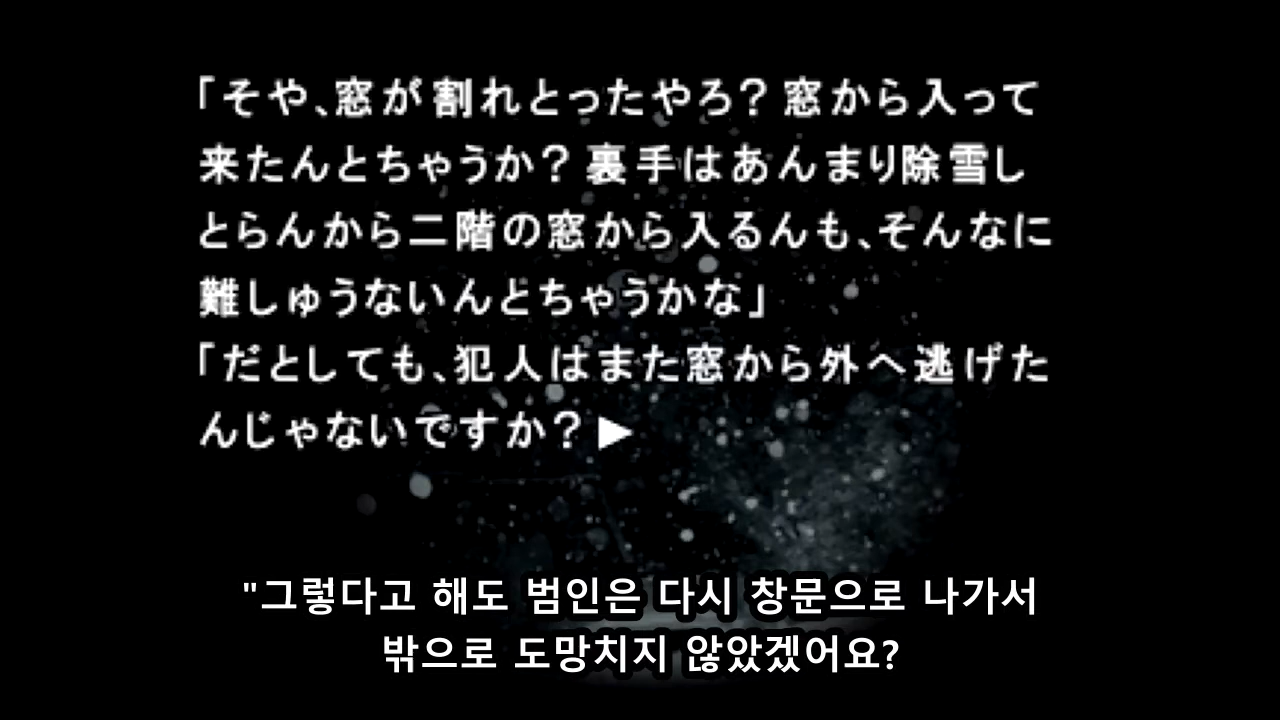 「そや、窓が割れとったやろ？窓から入って
来たんとちゃうか？裏手はあんまり除雪し
とらんから二階の窓から入るんも、そんなに
難しゅうないんとちゃうかな」
「だとしても、犯人はまた窓から外へ逃げた
んじゃないですか？▶
"그렇다고 해도 범인은 다시 창문으로 나가서
밖으로 도망치지 않았겠어요?